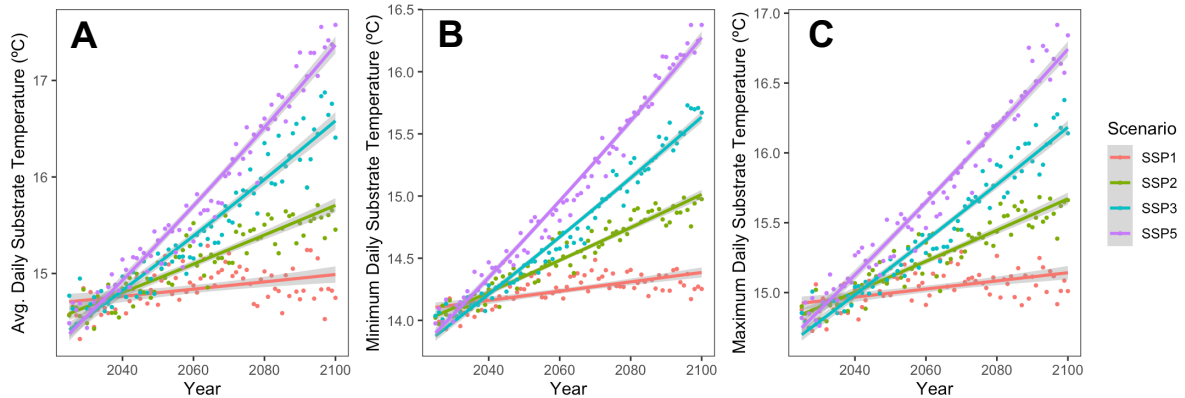 A
Avg. Daily Substrate Temperature (ºC)
17
16
15
2040
2060
2080
2100
Year
B
Minimum Daily Substrate Temperature (ºC)
16.5
16.0
15.5
15.0
14.5
14.0
2040
2060
2080
2100
Year
C
Maximum Daily Substrate Temperature (ºC)
17.0
16.5
16.0
15.5
15.0
2040
2060
2080
2100
Year
Scenario
SSP1
SSP2
SSP3
SSP5